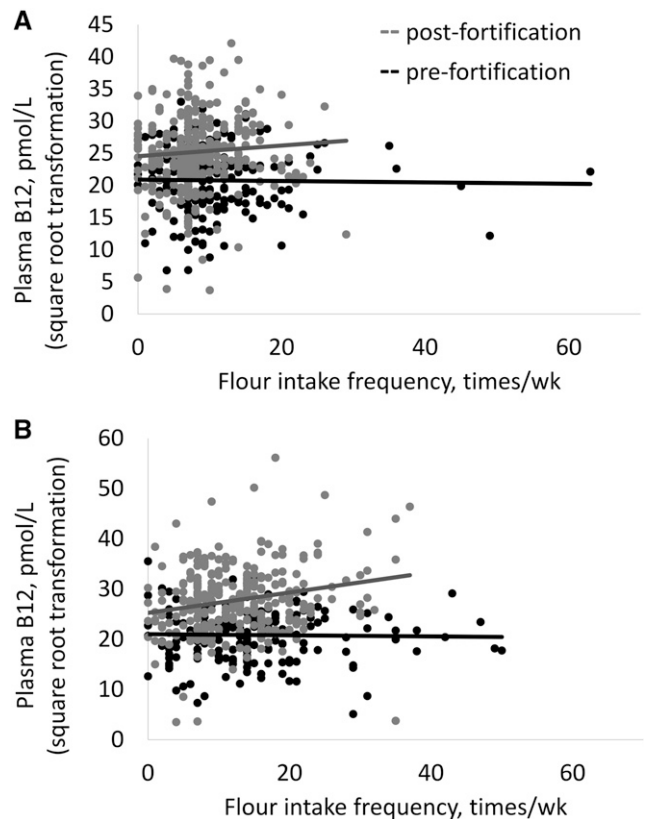 A
45
40
35
30
25
20
15
10
5
0
Plasma B12, pmol/L
(square root transformation)
post-fortification
pre-fortification
0 20 40 60
Flour intake frequency, times/wk
B
60
50
40
30
20
10
0
Plasma B12, pmol/L
(square root transformation)
0 20 40 60
Flour intake frequency, times/wk